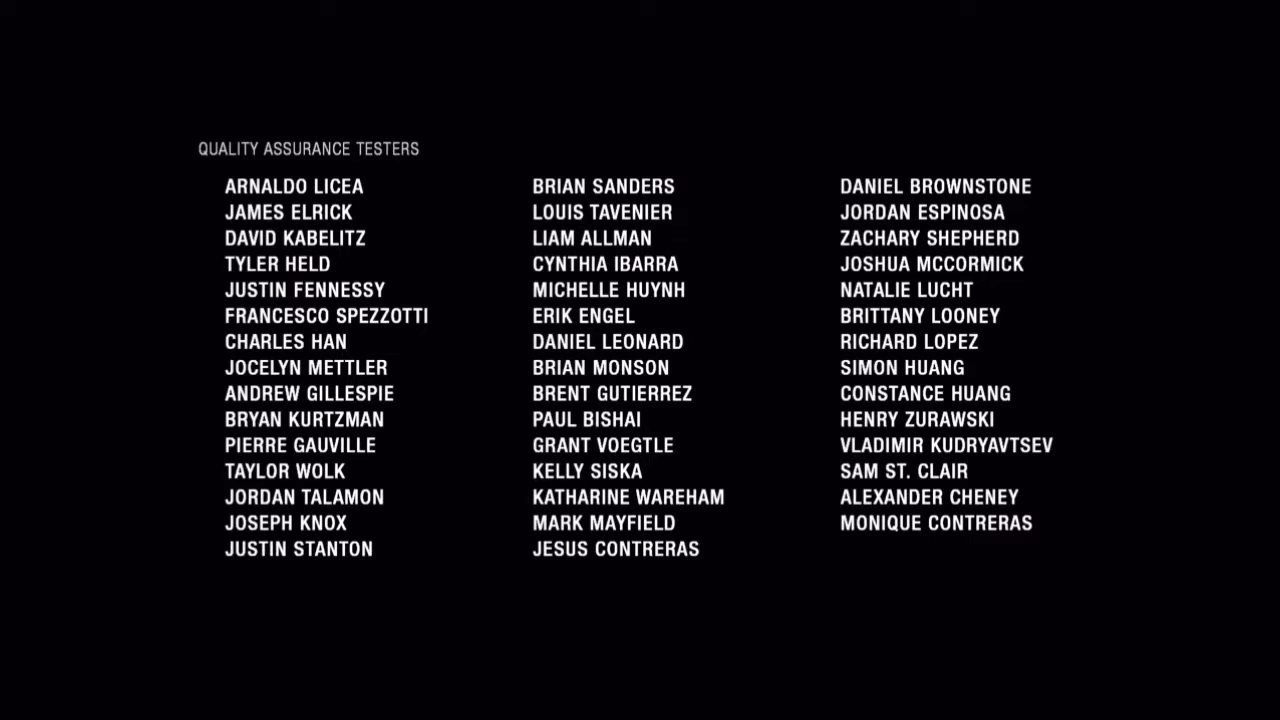 QUALITY ASSURANCE TESTERS
ARNALDO LICEA
JAMES ELRICK
DAVID KABELITZ
TYLER HELD
JUSTIN FENNESSY
FRANCESCO SPEZZOTTI
CHARLES HAN
JOCELYN METTLER
ANDREW GILLESPIE
BRYAN KURTZMAN
PIERRE GAUVILLE
TAYLOR WOLK
JORDAN TALAMON
JOSEPH KNOX
JUSTIN STANTON
BRIAN SANDERS
LOUIS TAVENIER
LIAM ALLMAN
CYNTHIA IBARRA
MICHELLE HUYNH
ERIK ENGEL
DANIEL LEONARD
BRIAN MONSON
BRENT GUTIERREZ
PAUL BISHAI
GRANT VOEGTLE
KELLY SISKA
KATHARINE WAREHAM
MARK MAYFIELD
JESUS CONTRERAS
DANIEL BROWNSTONE
JORDAN ESPINOSA
ZACHARY SHEPHERD
JOSHUA MCCORMICK
NATALIE LUCHT
BRITTANY LOONEY
RICHARD LOPEZ
SIMON HUANG
CONSTANCE HUANG
HENRY ZURAWSKI
VLADIMIR KUDRYAVTSEV
SAM ST. CLAIR
ALEXANDER CHENEY
MONIQUE CONTRERAS